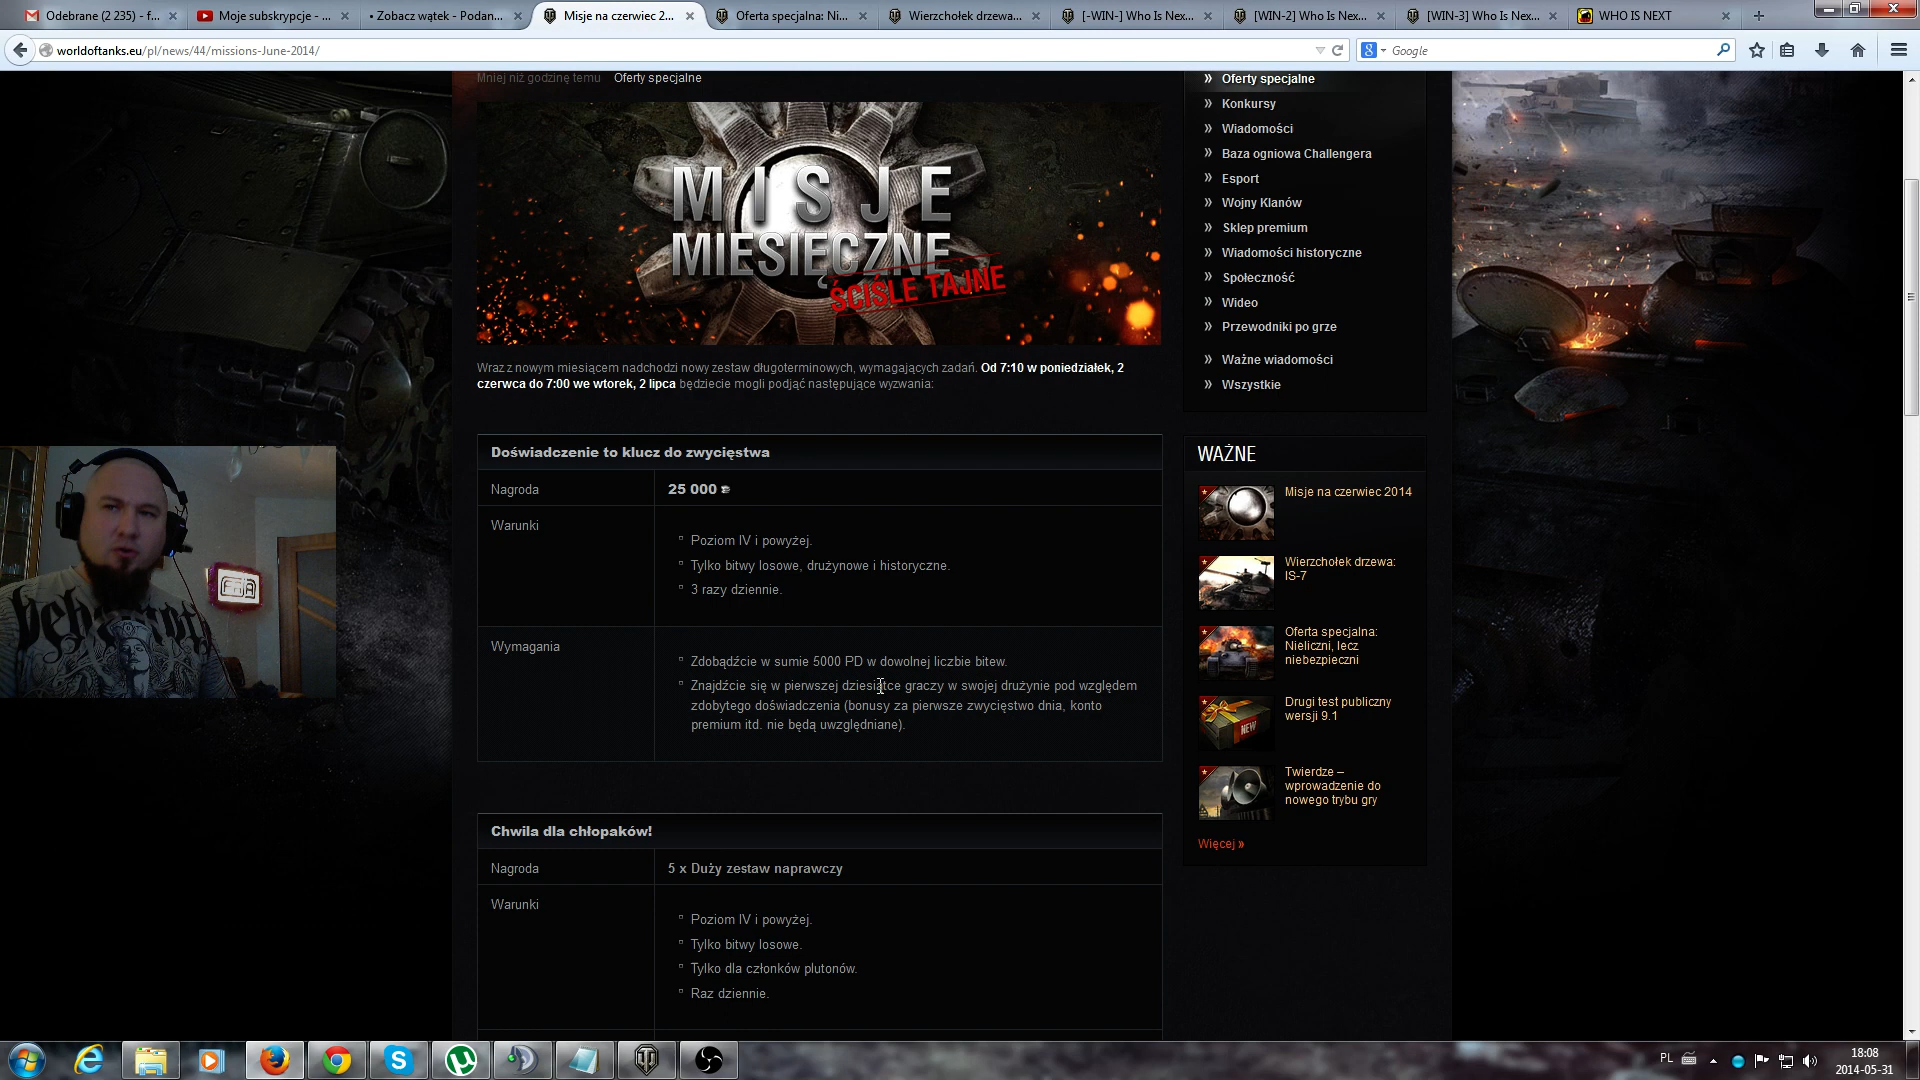 Odebrane (2 235) - f...
Moje subskrypcje - ...
• Zobacz wątek - Podan...
Misje na czerwiec 2...
Oferta specjalna: Ni...
Wierzchołek drzewa...
[-WIN-] Who Is Nex...
[WIN-2] Who Is Nex...
[WIN-3] Who Is Nex...
WHO IS NEXT
worldoftanks.eu/pl/news/44/missions-June-2014/
Google
Mniej niż godzinę temu Oferty specjalne
MISJE
MIESIĘCZNE
ŚCIŚLE TAJNE
Wraz z nowym miesiącem nadchodzi nowy zestaw długoterminowych, wymagających zadań. Od 7:10 w poniedziałek, 2
czerwca do 7:00 we wtorek, 2 lipca będziecie mogli podjąć następujące wyzwania:
Doświadczenie to klucz do zwycięstwa
Nagroda 25 000
Warunki
Poziom IV i powyżej.
Tylko bitwy losowe, drużynowe i historyczne.
3 razy dziennie.
Wymagania
Zdobądźcie w sumie 5000 PD w dowolnej liczbie bitew.
Znajdźcie się w pierwszej dziesiątce graczy w swojej drużynie pod względem
zdobytego doświadczenia (bonusy za pierwsze zwycięstwo dnia, konto
premium itd. nie będą uwzględniane).
Chwila dla chłopaków!
Nagroda 5 x Duży zestaw naprawczy
Warunki
Poziom IV i powyżej.
Tylko bitwy losowe.
Tylko dla członków plutonów.
Raz dziennie.
» Oferty specjalne
» Konkursy
» Wiadomości
» Baza ogniowa Challengera
» Esport
» Wojny Klanów
» Sklep premium
» Wiadomości historyczne
» Społeczność
» Wideo
» Przewodniki po grze
» Ważne wiadomości
» Wszystkie
WAŻNE
Misje na czerwiec 2014
Wierzchołek drzewa:
IS-7
Oferta specjalna:
Nieliczni, lecz
niebezpieczni
Drugi test publiczny
wersji 9.1
NEW
Twierdze –
wprowadzenie do
nowego trybu gry
Więcej »
PL
18:08
2014-05-31